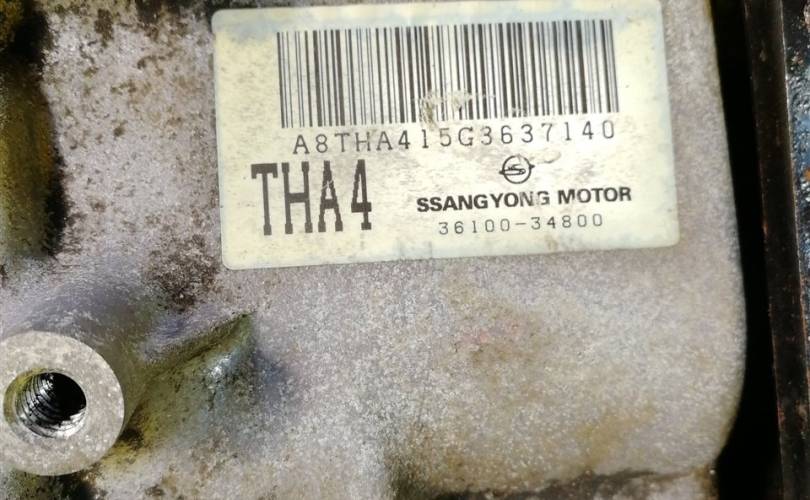 A8THA415G3637140
THA4
SSANGYONG MOTOR
36100-34800